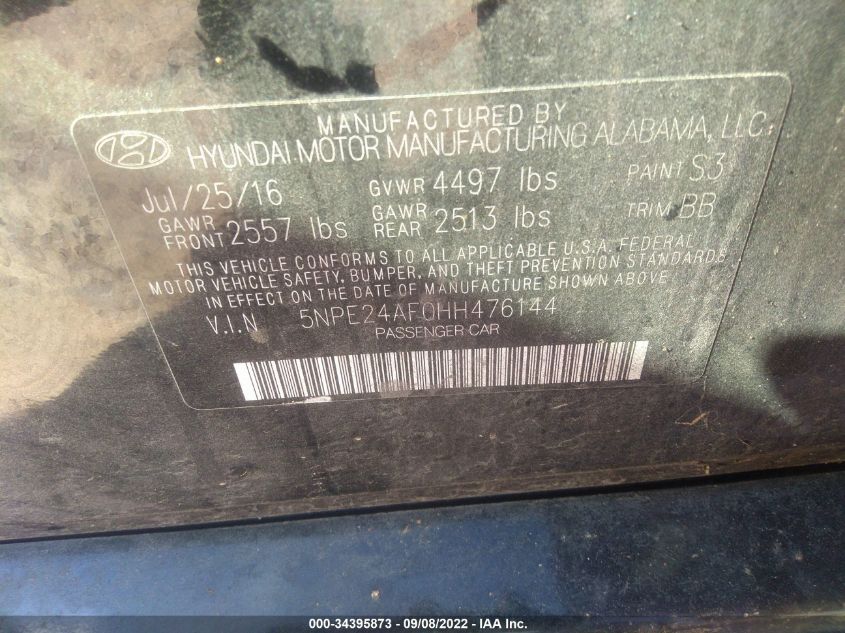 MANUFACTURED BY
HYUNDAI MOTOR MANUFACTURING ALABAMA, LLC.
Jul/25/16 GVWR 4497 lbs PAINT S3
GAWR FRONT 2557 lbs GAWR REAR 2513 lbs TRIM BB
THIS VEHICLE CONFORMS TO ALL APPLICABLE U.S.A. FEDERAL
MOTOR VEHICLE SAFETY, BUMPER, AND THEFT PREVENTION STANDARDS
IN EFFECT ON THE DATE OF MANUFACTURE SHOWN ABOVE
V.I.N 5NPE24AF0HH476144
PASSENGER CAR
000-34395873 - 09/08/2022 - IAA Inc.